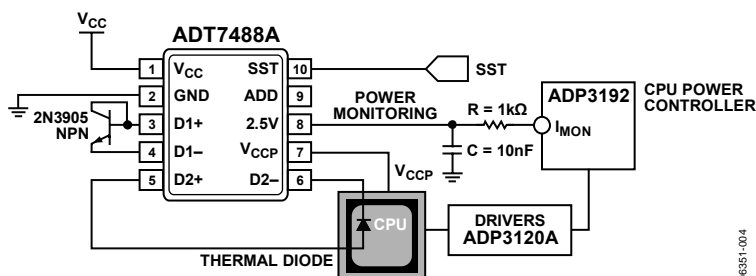 VCC
ADT7488A
1 VCC SST 10
SST
2 GND ADD 9
3 D1+ 2.5V 8
4 D1– VCCP 7
5 D2+ D2– 6
2N3905
NPN
POWER
MONITORING
R = 1kΩ
C = 10nF
ADP3192
IMON
CPU POWER
CONTROLLER
VCCP
CPU
THERMAL DIODE
DRIVERS
ADP3120A
6351-004